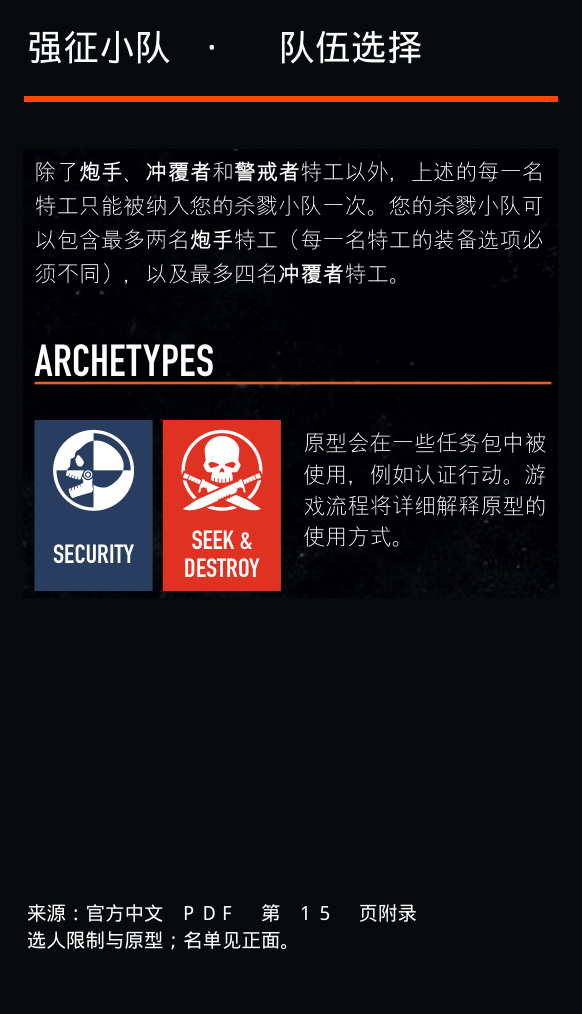 强征小队 · 队伍选择
除了炮手、冲覆者和警戒者特工以外，上述的每一名
特工只能被纳入您的杀戮小队一次。您的杀戮小队可
以包含最多两名炮手特工（每一名特工的装备选项必
须不同），以及最多四名冲覆者特工。
ARCHETYPES
SECURITY
SEEK &
DESTROY
原型会在一些任务包中被
使用，例如认证行动。游
戏流程将详细解释原型的
使用方式。
来源：官方中文 PDF 第 15 页附录
选人限制与原型；名单见正面。